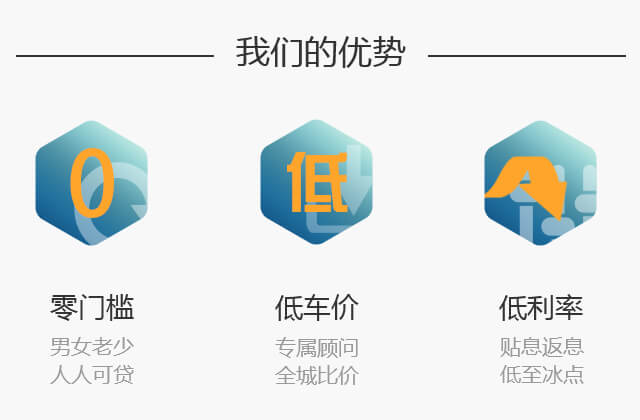 我们的优势
0
低
零门槛
低车价
低利率
男女老少
人人可贷
专属顾问
全城比价
贴息返息
低至冰点